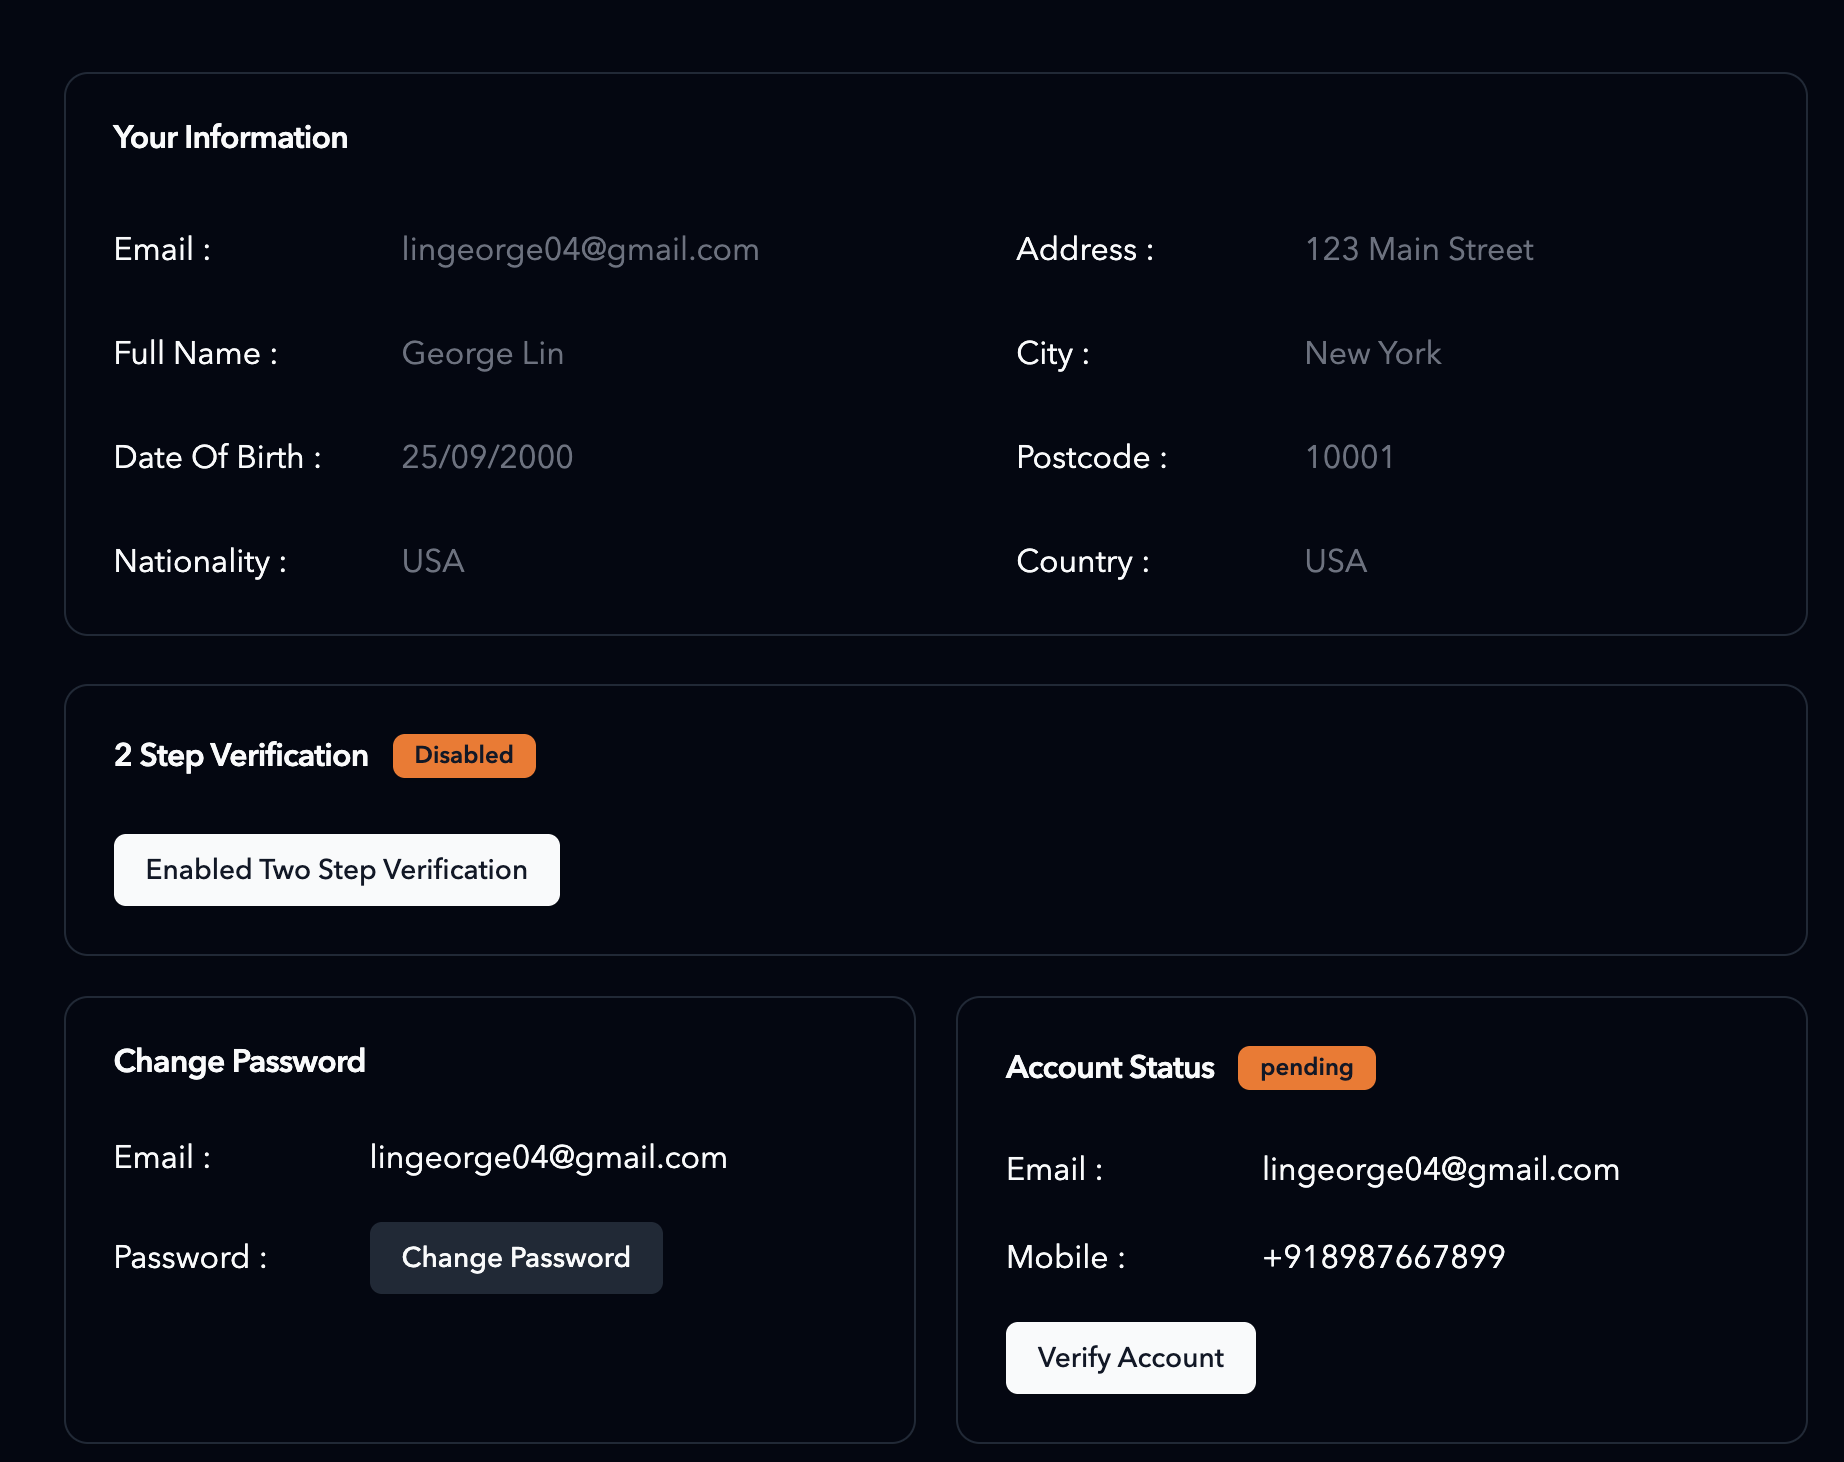 Your Information
Email : lingeorge04@gmail.com Address : 123 Main Street
Full Name : George Lin City : New York
Date Of Birth : 25/09/2000 Postcode : 10001
Nationality : USA Country : USA
2 Step Verification Disabled
Enabled Two Step Verification
Change Password
Email : lingeorge04@gmail.com
Password : Change Password
Account Status pending
Email : lingeorge04@gmail.com
Mobile : +918987667899
Verify Account